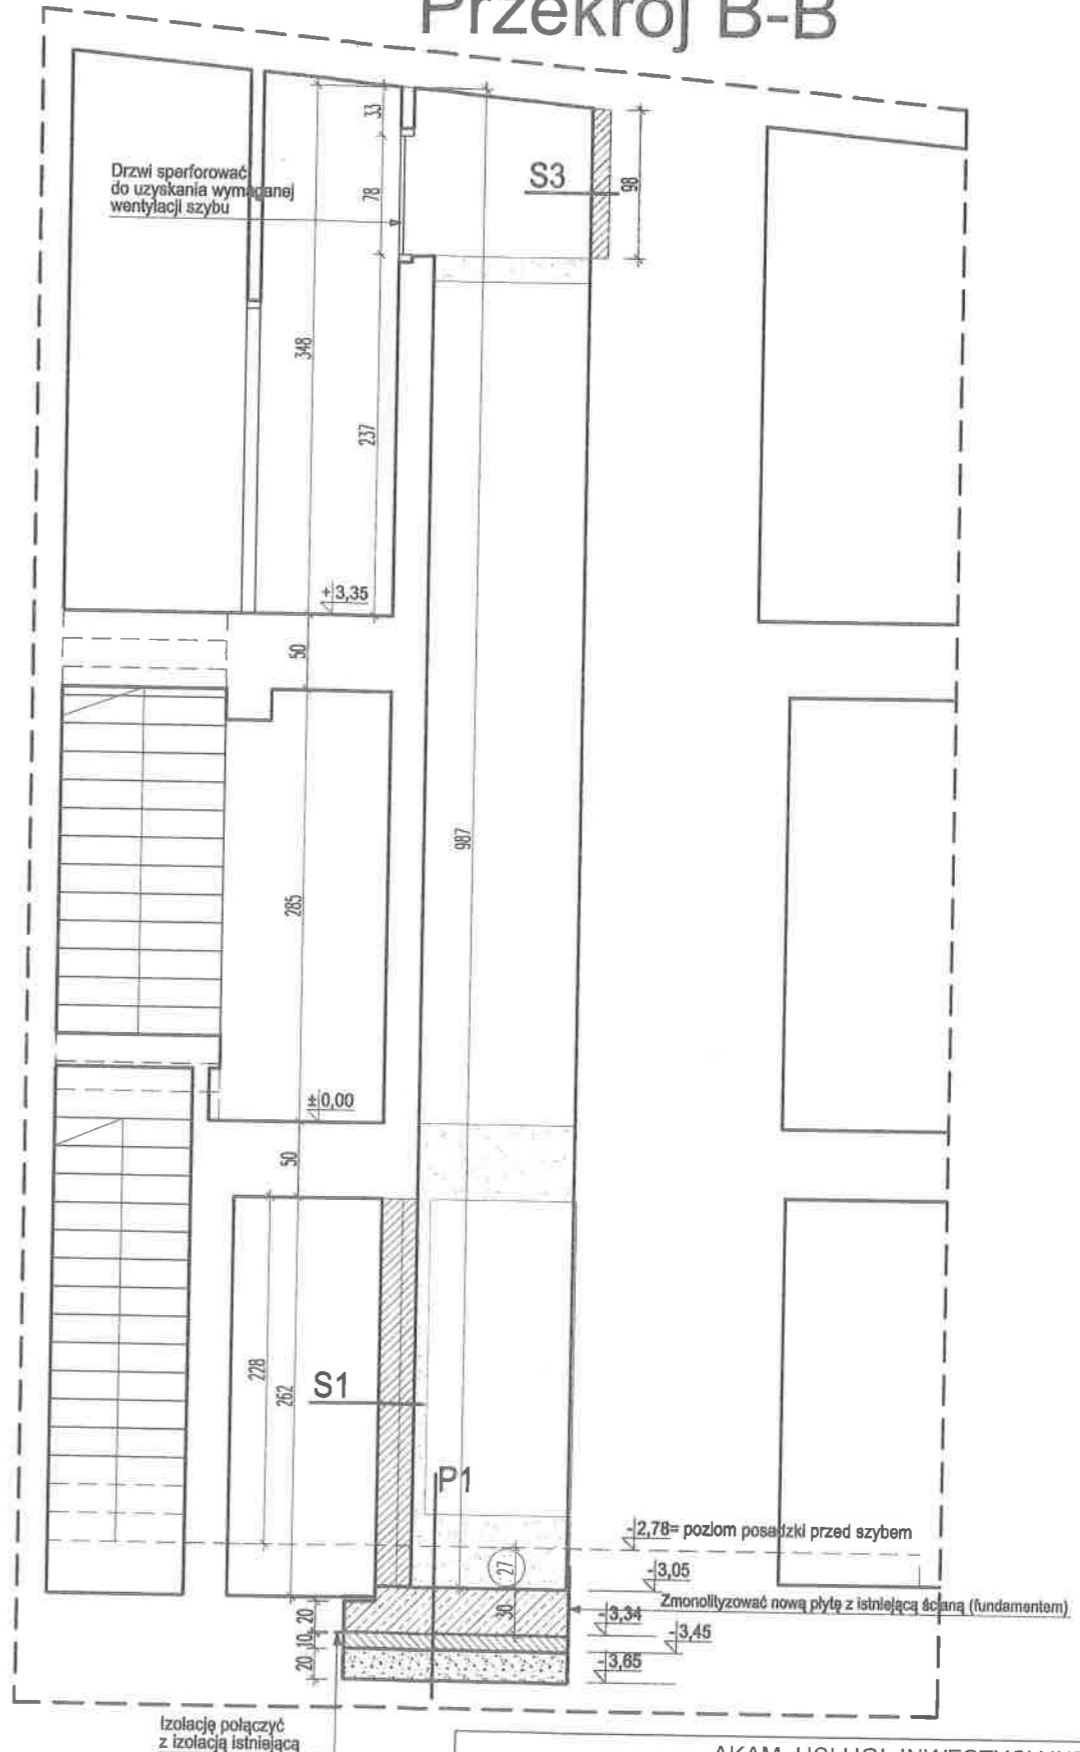 Przekrój B-B
33
Drzwi sperforować
do uzyskania wymaganej
wentylacji szybu
78
S3
98
348
237
+3,35
50
987
285
±0,00
50
228
262
S1
P1
-2,78= poziom posadzki przed szybem
27
-3,05
Zmonolityzować nową płytę z istniejącą ścianą (fundamentem)
30
20
-3,34
10
-3,45
20
-3,65
Izolację połączyć
z izolacją istniejącą